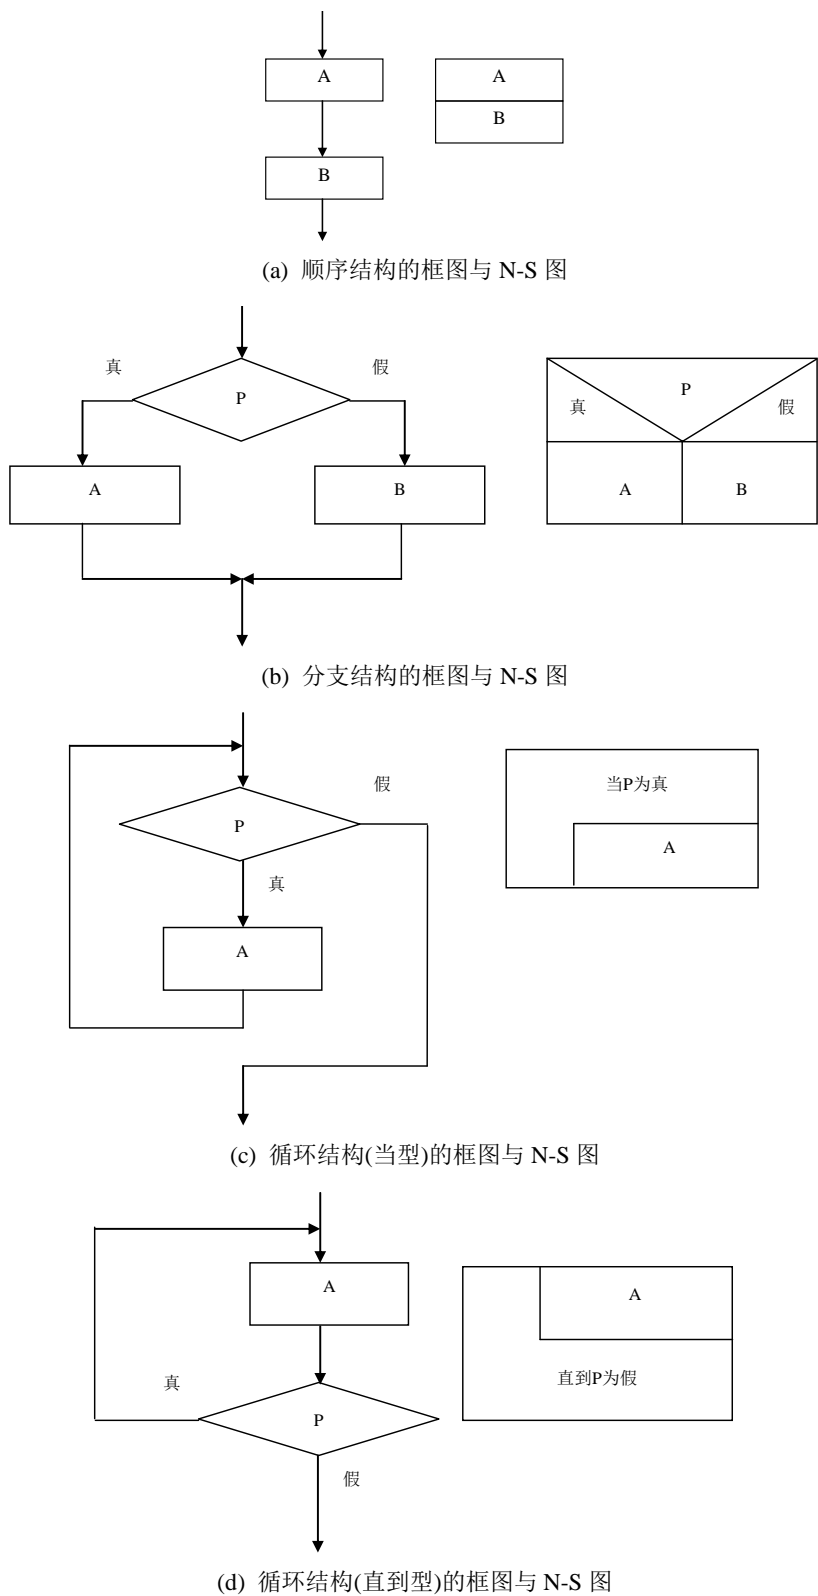 A
A
B
B
(a) 顺序结构的框图与 N-S 图
真
假
P
P
真
假
A
B
A
B
(b) 分支结构的框图与 N-S 图
假
当P为真
P
A
真
A
(c) 循环结构(当型)的框图与 N-S 图
A
A
真
直到P为假
P
假
(d) 循环结构(直到型)的框图与 N-S 图